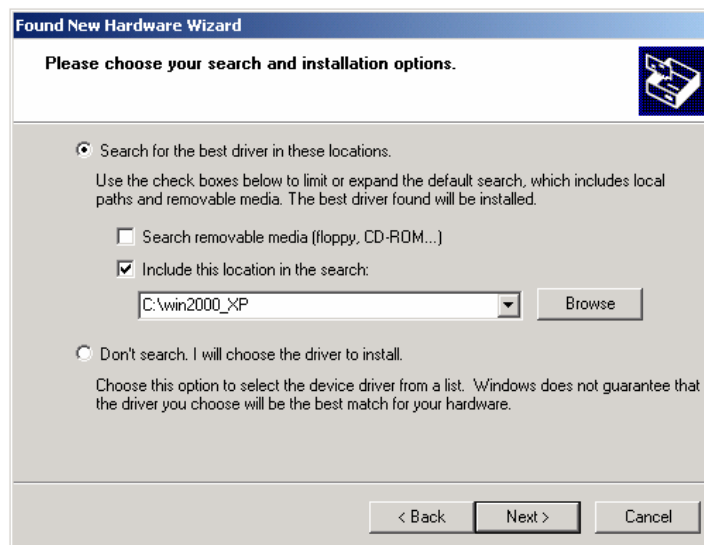 Found New Hardware Wizard
Please choose your search and installation options.
Search for the best driver in these locations.
Use the check boxes below to limit or expand the default search, which includes local
paths and removable media. The best driver found will be installed.
Search removable media (floppy, CD-ROM...)
Include this location in the search:
C:\win2000_XP
Browse
Don't search. I will choose the driver to install.
Choose this option to select the device driver from a list. Windows does not guarantee that
the driver you choose will be the best match for your hardware.
< Back
Next >
Cancel